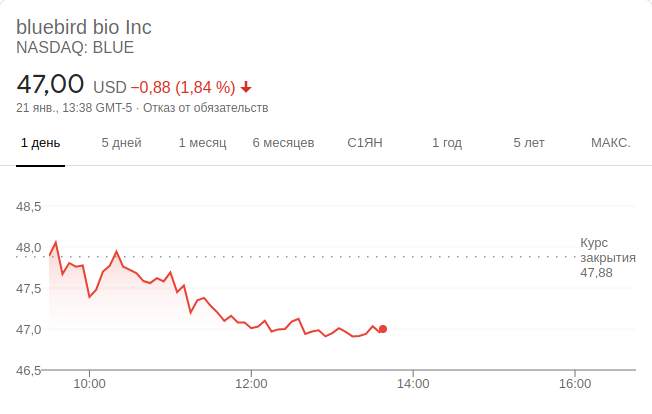 bluebird bio Inc
NASDAQ: BLUE
47,00 USD −0,88 (1,84 %)
21 янв., 13:38 GMT-5 · Отказ от обязательств
1 день 5 дней 1 месяц 6 месяцев С1ЯН 1 год 5 лет МАКС.
48,5
48,0
47,5
47,0
46,5
Курс
закрытия
47,88
10:00 12:00 14:00 16:00